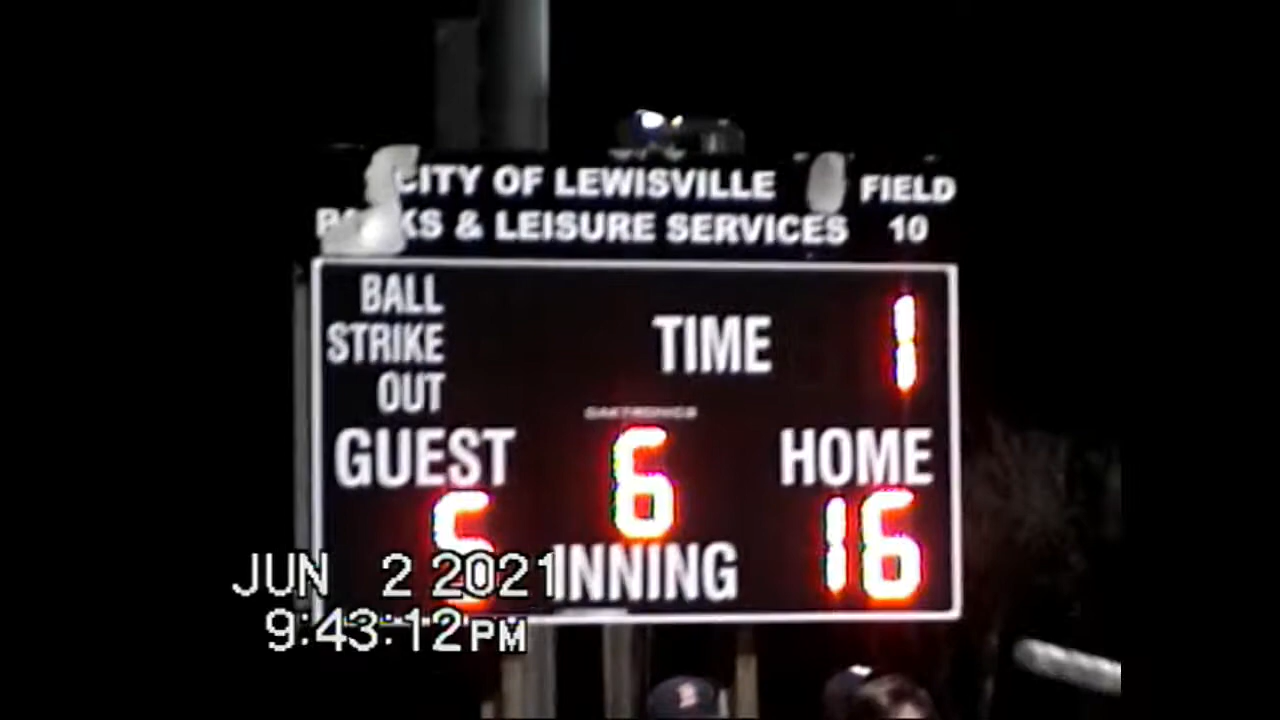 CITY OF LEWISVILLE
KS & LEISURE SERVICES
FIELD
10
BALL
STRIKE
OUT
TIME 1
DAKTRONICS
GUEST
6
HOME
16
INNING
JUN 2 2021
9:43:12PM